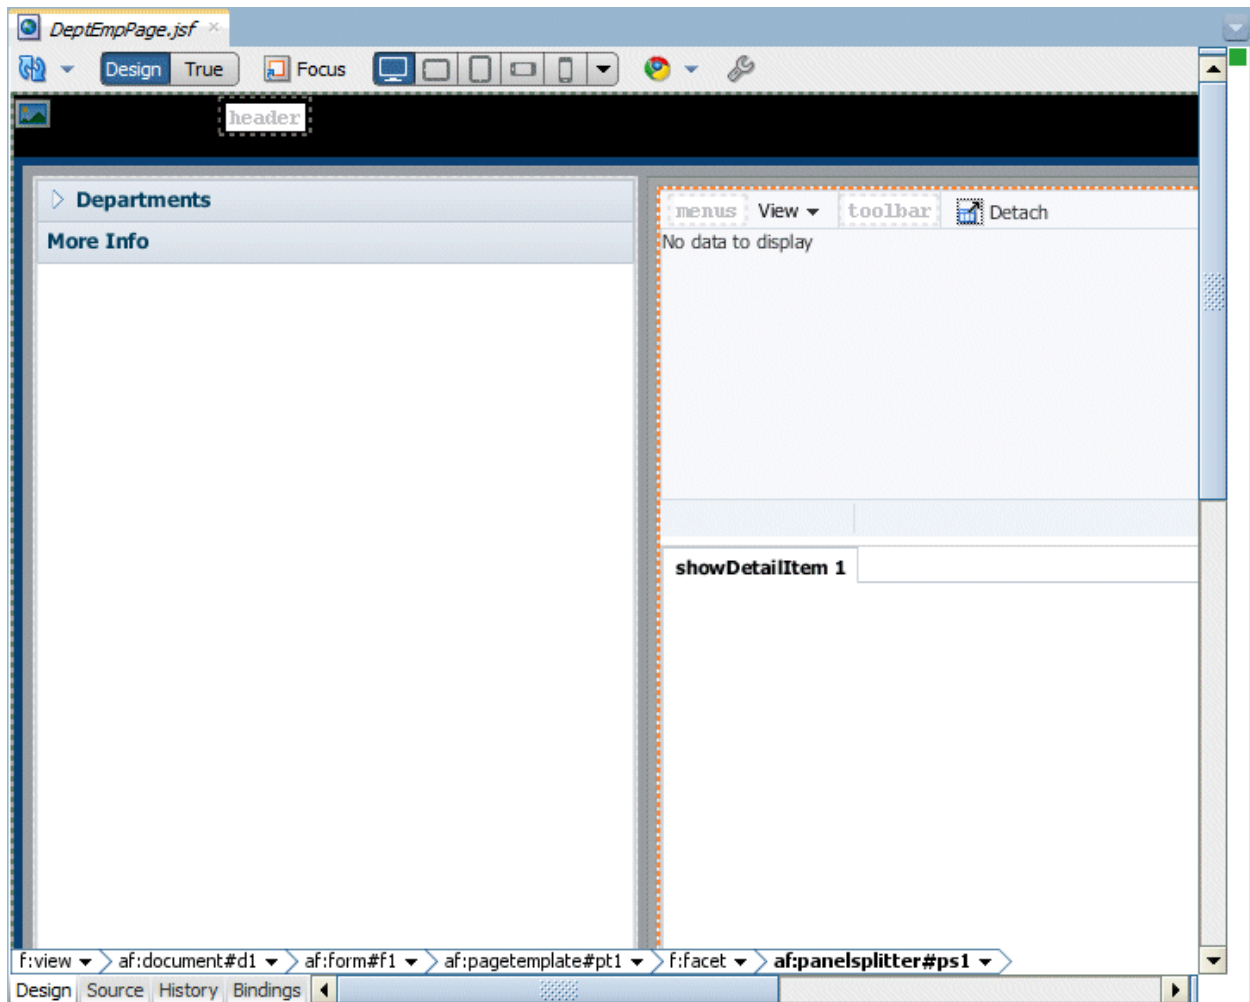 DeptEmpPage.jsf
Design True Focus
header
Departments
More Info
menus View toolbar Detach
No data to display
showDetailItem 1
f:view af:document#d1 af:form#f1 af:pagetemplate#pt1 f:facet af:panelsplitter#ps1
Design Source History Bindings